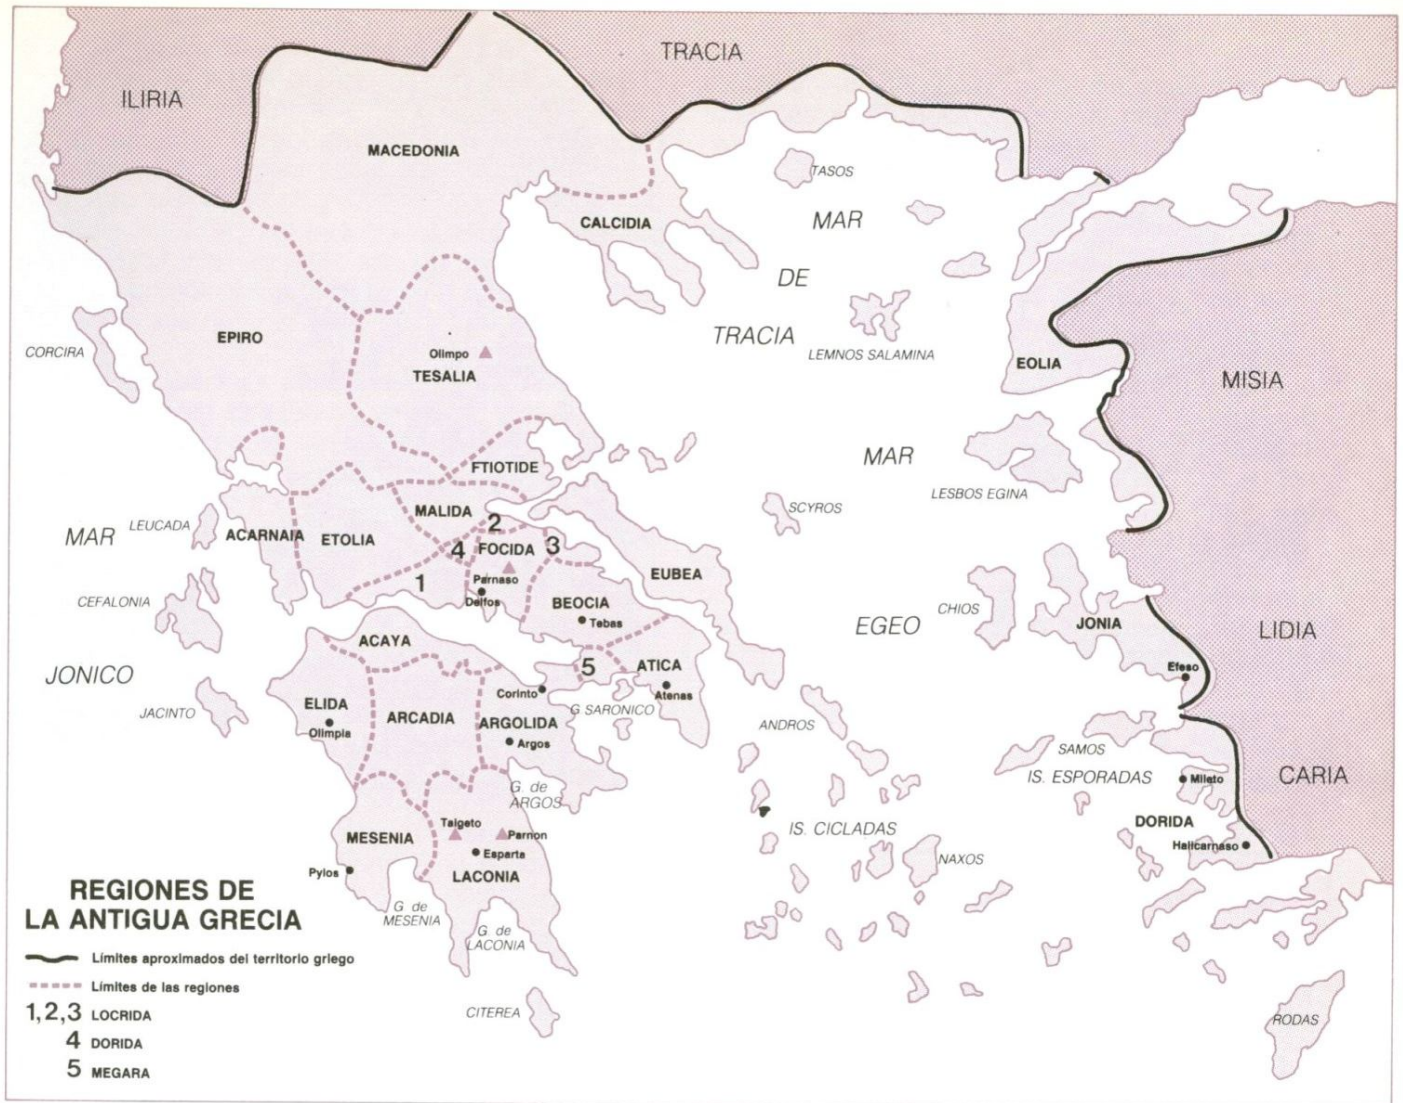 TRACIA
ILIRIA
MACEDONIA
TASOS
CALCIDIA
MAR
DE
TRACIA
EPIRO
CORCIRA
Olimpo
TESALIA
LEMNOS SALAMINA
EOLIA
MISIA
FTIOTIDE
MAR
LESBOS EGINA
MALIDA
SCYROS
LEUCADA
MAR
ACARNAIA
ETOLIA
2
4
FOCIDA
3
1
Parnaso
Delfos
EUBEA
CEFALONIA
BEOCIA
Tebas
CHIOS
JONIA
EGEO
LIDIA
ACAYA
JONICO
5
ATICA
Efeso
Corinto
Atenas
ELIDA
JACINTO
ARCADIA
G. SARONICO
ARGOLIDA
Olimpia
Argos
ANDROS
SAMOS
IS. ESPORADAS
Mileto
CARIA
G. de
ARGOS
Taigeto
Parnon
MESENIA
IS. CICLADAS
DORIDA
Halicarnaso
Esparta
NAXOS
Pylos
LACONIA
G. de
MESENIA
G. de
LACONIA
CITEREA
RODAS
REGIONES DE
LA ANTIGUA GRECIA
Límites aproximados del territorio griego
Límites de las regiones
1,2,3 LOCRIDA
4 DORIDA
5 MEGARA